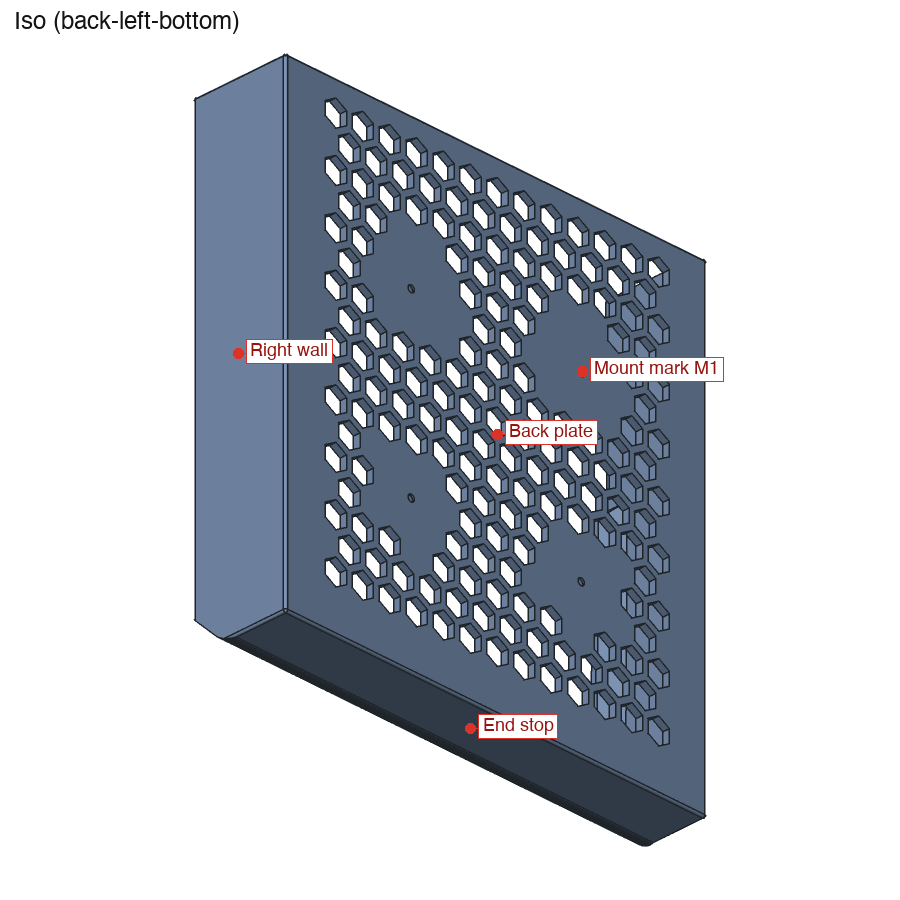 Iso (back-left-bottom)
Right wall
Mount mark M1
Back plate
End stop